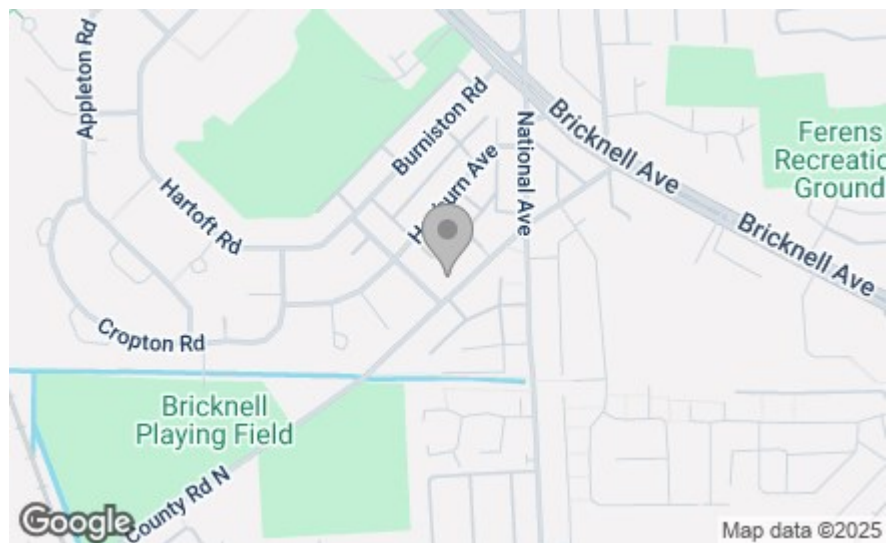 Appleton Rd
Burniston Rd
National Ave
Bricknell Ave
Ferens
Recreatio
Ground
Hartoft Rd
Bricknell Ave
Cropton Rd
Bricknell
Playing Field
County Rd N
Google
Map data ©2025